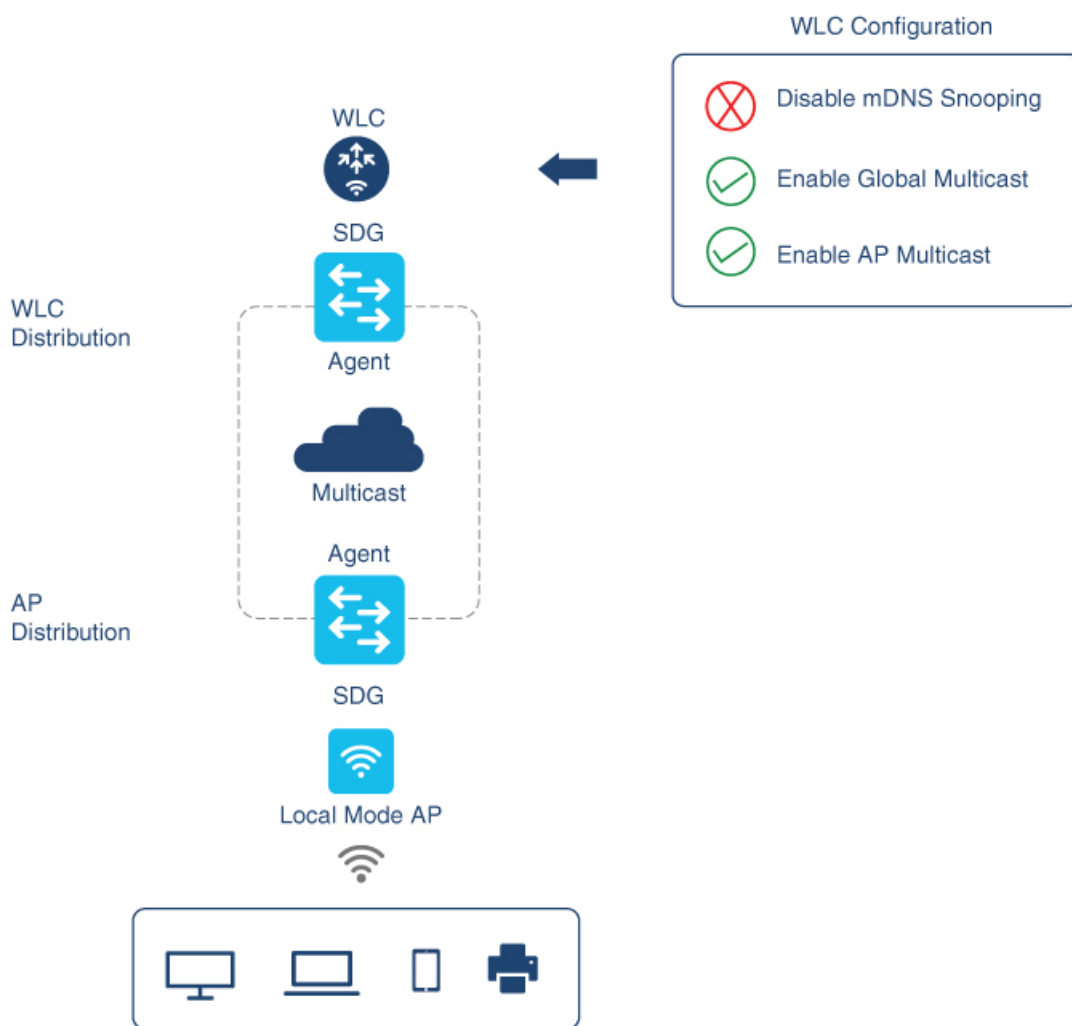 WLC Configuration
Disable mDNS Snooping
Enable Global Multicast
Enable AP Multicast
WLC
SDG
WLC
Distribution
Agent
Multicast
Agent
AP
Distribution
SDG
Local Mode AP